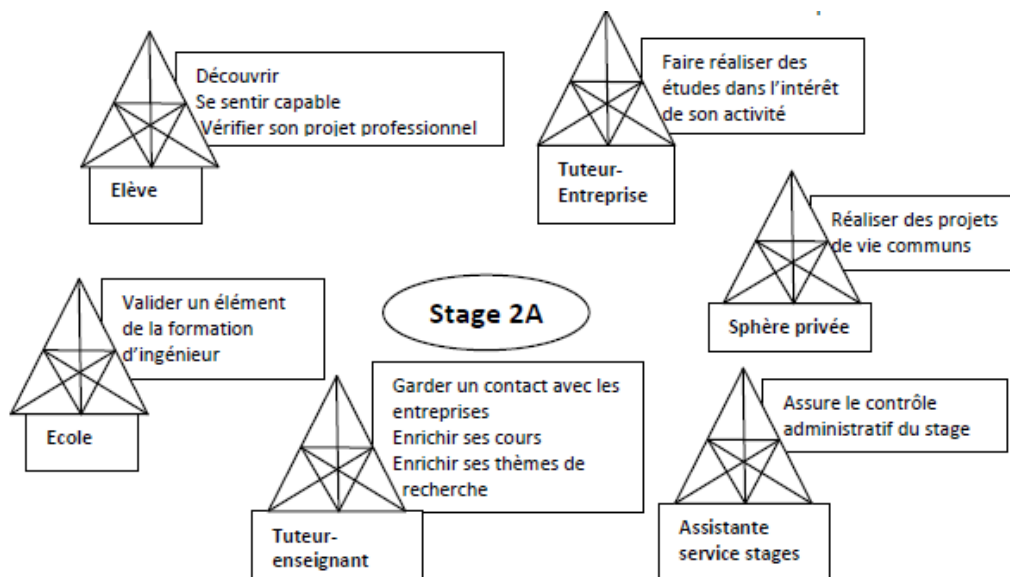 Découvrir
Se sentir capable
Vérifier son projet professionnel
Elève
Faire réaliser des
études dans l’intérêt
de son activité
Tuteur-
Entreprise
Réaliser des projets
de vie communs
Sphère privée
Valider un élément
de la formation
d’ingénieur
Ecole
Stage 2A
Garder un contact avec les
entreprises
Enrichir ses cours
Enrichir ses thèmes de
recherche
Tuteur-
enseignant
Assure le contrôle
administratif du stage
Assistante
service stages